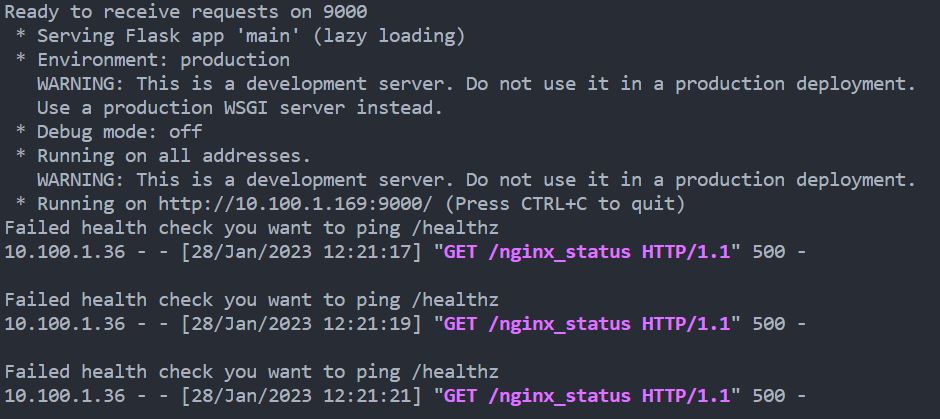 Ready to receive requests on 9000
* Serving Flask app 'main' (lazy loading)
* Environment: production
WARNING: This is a development server. Do not use it in a production deployment.
Use a production WSGI server instead.
* Debug mode: off
* Running on all addresses.
WARNING: This is a development server. Do not use it in a production deployment.
* Running on http://10.100.1.169:9000/ (Press CTRL+C to quit)
Failed health check you want to ping /healthz
10.100.1.36 - - [28/Jan/2023 12:21:17] "GET /nginx_status HTTP/1.1" 500 -
Failed health check you want to ping /healthz
10.100.1.36 - - [28/Jan/2023 12:21:19] "GET /nginx_status HTTP/1.1" 500 -
Failed health check you want to ping /healthz
10.100.1.36 - - [28/Jan/2023 12:21:21] "GET /nginx_status HTTP/1.1" 500 -